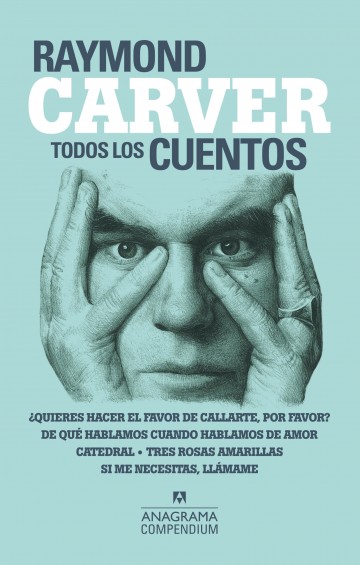 RAYMOND
CARVER
TODOS LOS CUENTOS
¿QUIERES HACER EL FAVOR DE CALLARTE, POR FAVOR?
DE QUÉ HABLAMOS CUANDO HABLAMOS DE AMOR
CATEDRAL • TRES ROSAS AMARILLAS
SI ME NECESITAS, LLÁMAME
ANAGRAMA
COMPENDIUM